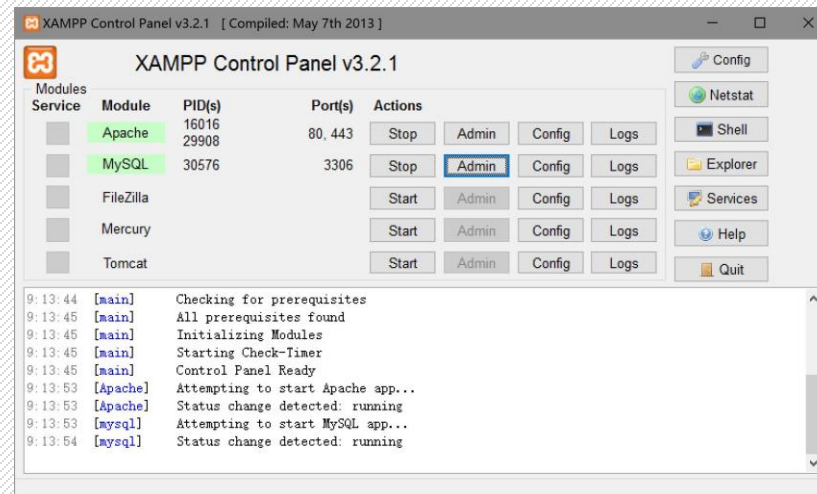 XAMPP Control Panel v3.2.1 [ Compiled: May 7th 2013 ]
XAMPP Control Panel v3.2.1
Config
Modules
Service Module PID(s) Port(s) Actions
Netstat
Apache 16016 29908 80, 443 Stop Admin Config Logs
Shell
MySQL 30576 3306 Stop Admin Config Logs
Explorer
FileZilla Start Admin Config Logs
Services
Mercury Start Admin Config Logs
Help
Tomcat Start Admin Config Logs
Quit
9:13:44 [main] Checking for prerequisites
9:13:45 [main] All prerequisites found
9:13:45 [main] Initializing Modules
9:13:45 [main] Starting Check-Timer
9:13:45 [main] Control Panel Ready
9:13:53 [Apache] Attempting to start Apache app...
9:13:53 [Apache] Status change detected: running
9:13:53 [mysql] Attempting to start MySQL app...
9:13:54 [mysql] Status change detected: running